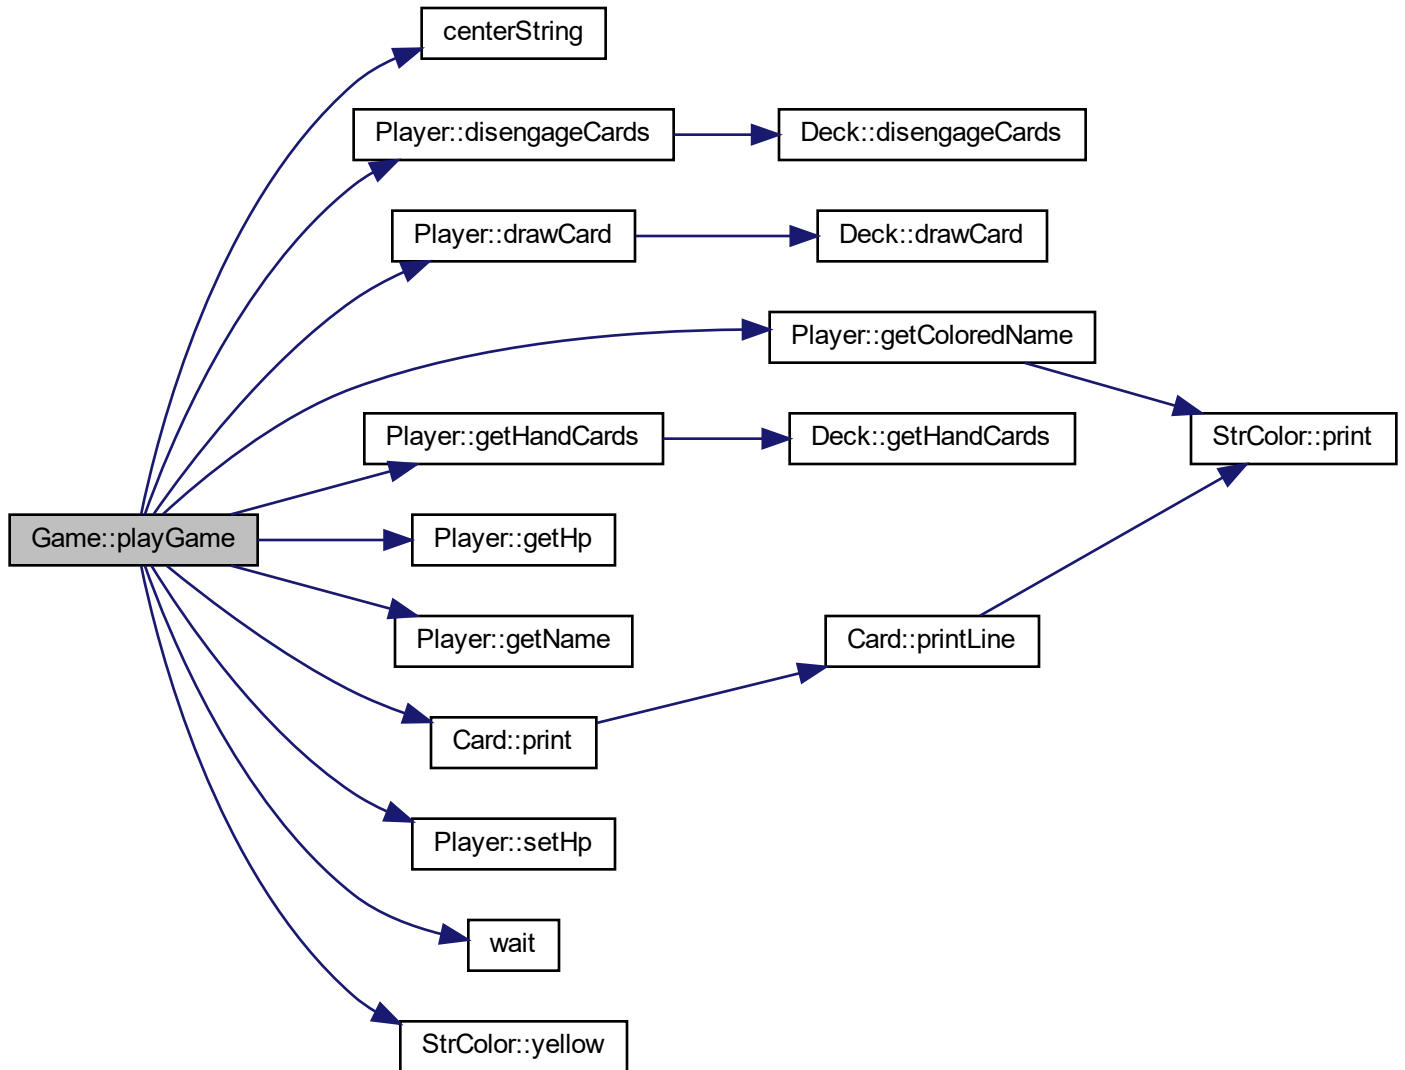 centerString
Player::disengageCards
Deck::disengageCards
Player::drawCard
Deck::drawCard
Player::getColoredName
Player::getHandCards
Deck::getHandCards
StrColor::print
Game::playGame
Player::getHp
Player::getName
Card::printLine
Card::print
Player::setHp
wait
StrColor::yellow